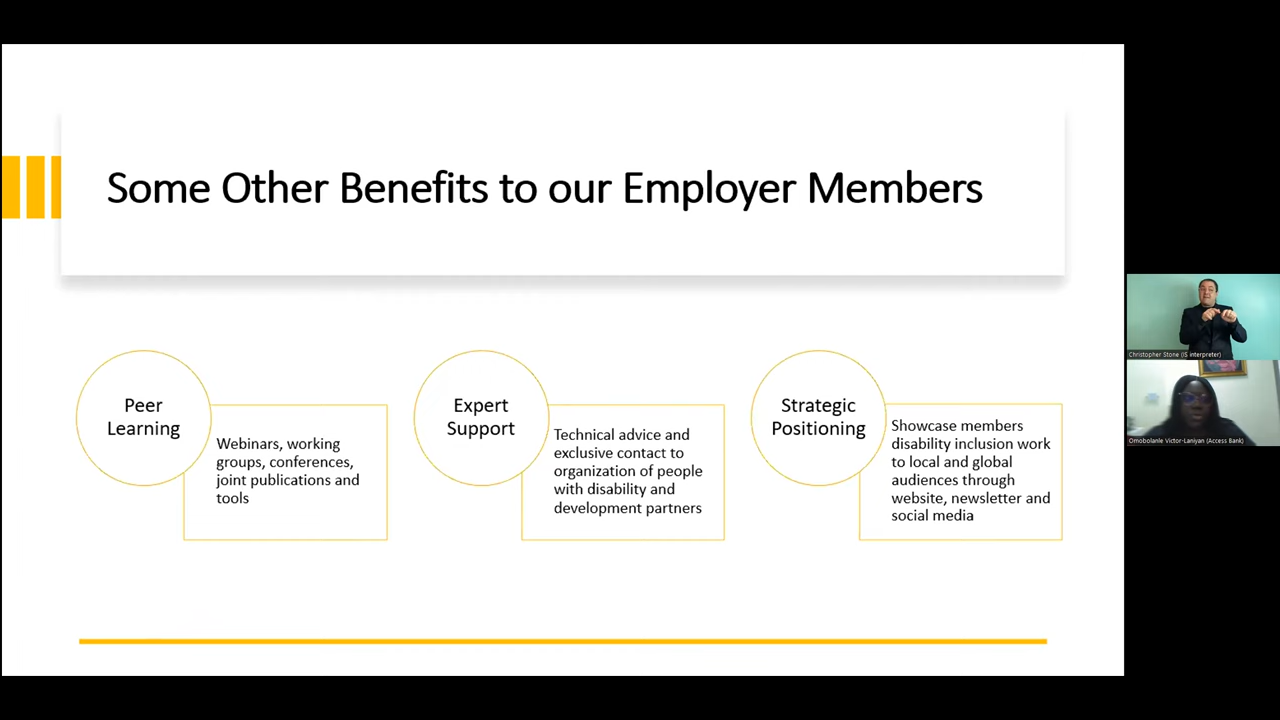 Some Other Benefits to our Employer Members
Peer
Learning
Webinars, working
groups, conferences,
joint publications and
tools
Expert
Support
Technical advice and
exclusive contact to
organization of people
with disability and
development partners
Strategic
Positioning
Showcase members
disability inclusion work
to local and global
audiences through
website, newsletter and
social media
Christopher Stone (IS interpreter)
Omobolanle Victor-Laniyan (Access Bank)